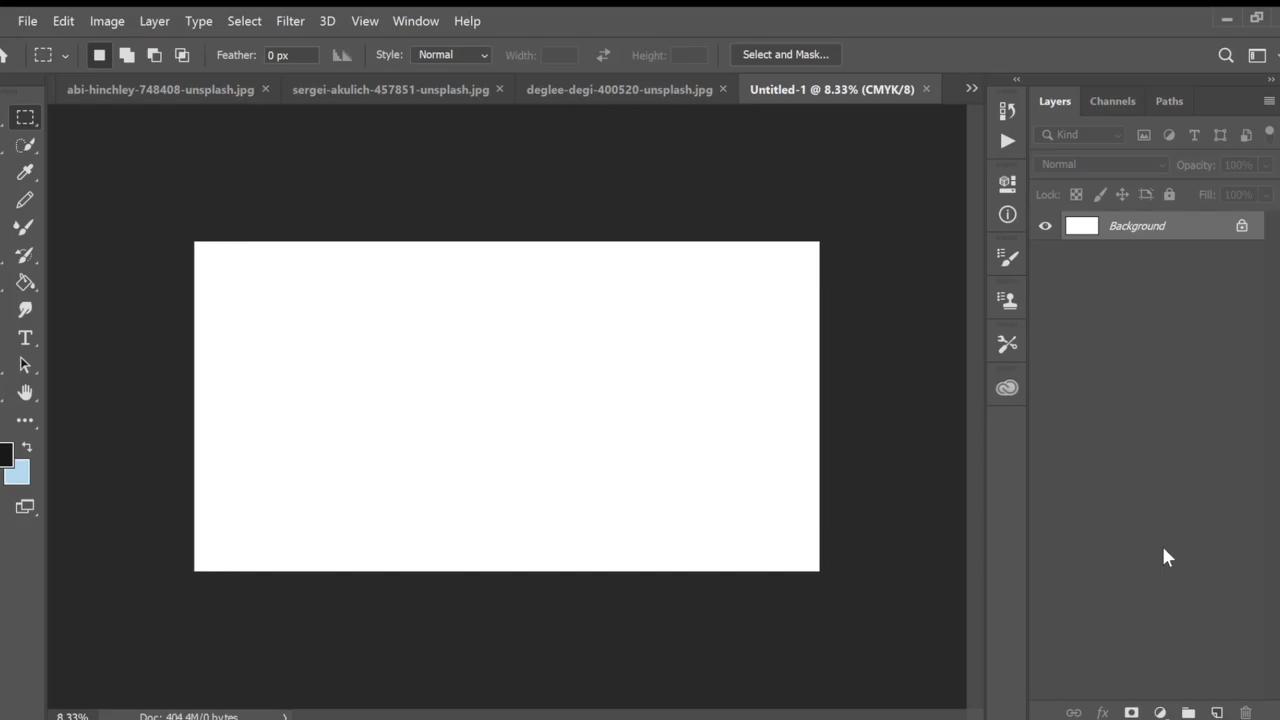 File Edit Image Layer Type Select Filter 3D View Window Help
Feather: 0 px Style: Normal Width: Height: Select and Mask...
abi-hinchley-748408-unsplash.jpg × sergei-akulich-457851-unsplash.jpg × deglee-degi-400520-unsplash.jpg × Untitled-1 @ 8.33% (CMYK/8) ×
Layers Channels Paths
Kind
Normal Opacity: 100%
Lock: Fill: 100%
Background
8.33% Doc: 404.4M/0 bytes